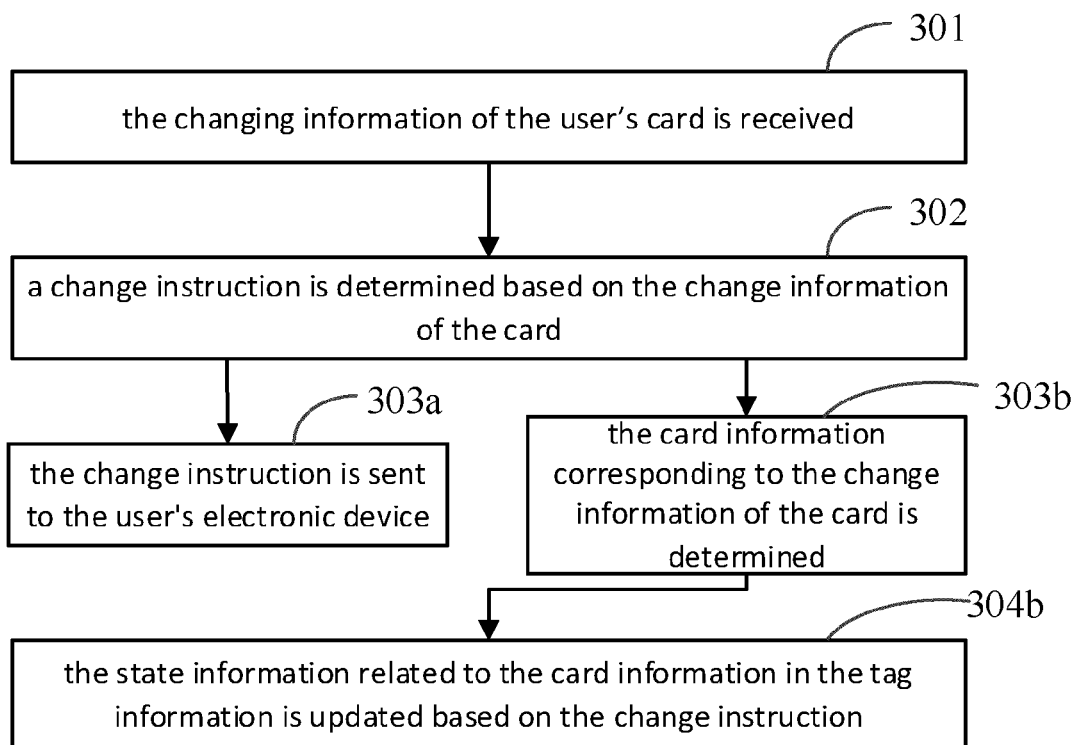 301
the changing information of the user’s card is received
302
a change instruction is determined based on the change information
of the card
303a
the change instruction is sent
to the user's electronic device
303b
the card information
corresponding to the change
information of the card is
determined
304b
the state information related to the card information in the tag
information is updated based on the change instruction